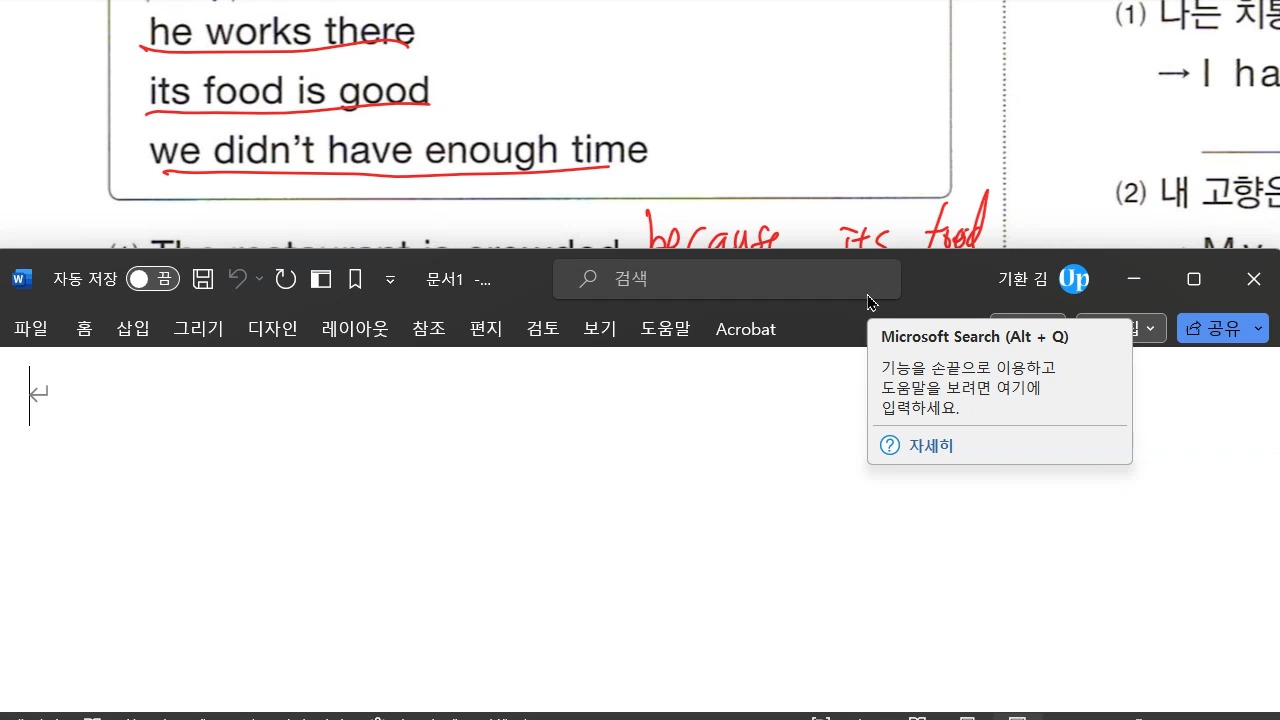 he works there
its food is good
we didn't have enough time
(1) 나는 치통
→ I ha
(2) 내 고향은
The restaurant is crowded because its food
→ My
자동 저장 끔 문서1 -... 검색 기환 김 Up
파일 홈 삽입 그리기 디자인 레이아웃 참조 편지 검토 보기 도움말 Acrobat 공유
Microsoft Search (Alt + Q)
기능을 손끝으로 이용하고
도움말을 보려면 여기에
입력하세요.
자세히